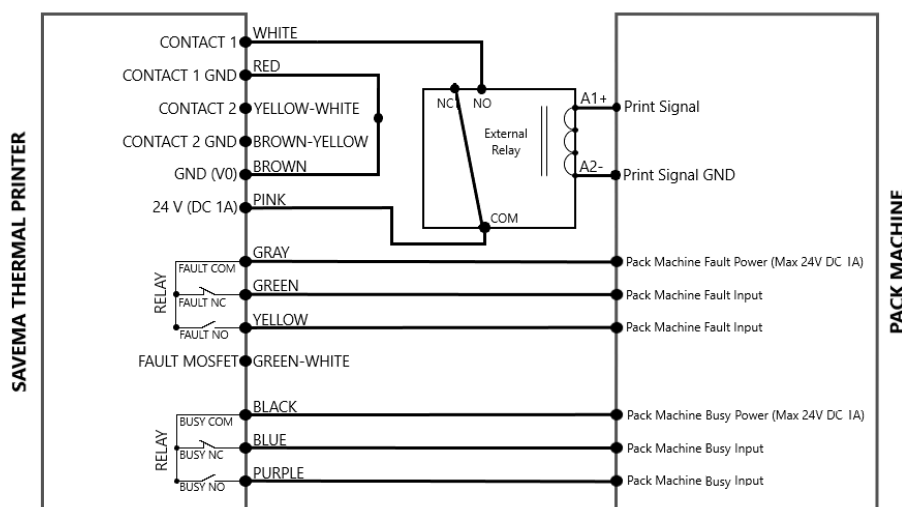 SAVEMA THERMAL PRINTER
CONTACT 1
WHITE
CONTACT 1 GND
RED
CONTACT 2
YELLOW-WHITE
CONTACT 2 GND
BROWN-YELLOW
GND (V0)
BROWN
24 V (DC 1A)
PINK
NC
NO
External
Relay
COM
A1+
Print Signal
A2-
Print Signal GND
RELAY
FAULT COM
GRAY
Pack Machine Fault Power (Max 24V DC 1A)
FAULT NC
GREEN
Pack Machine Fault Input
FAULT NO
YELLOW
Pack Machine Fault Input
FAULT MOSFET
GREEN-WHITE
RELAY
BUSY COM
BLACK
Pack Machine Busy Power (Max 24V DC 1A)
BUSY NC
BLUE
Pack Machine Busy Input
BUSY NO
PURPLE
Pack Machine Busy Input
PACK MACHINE